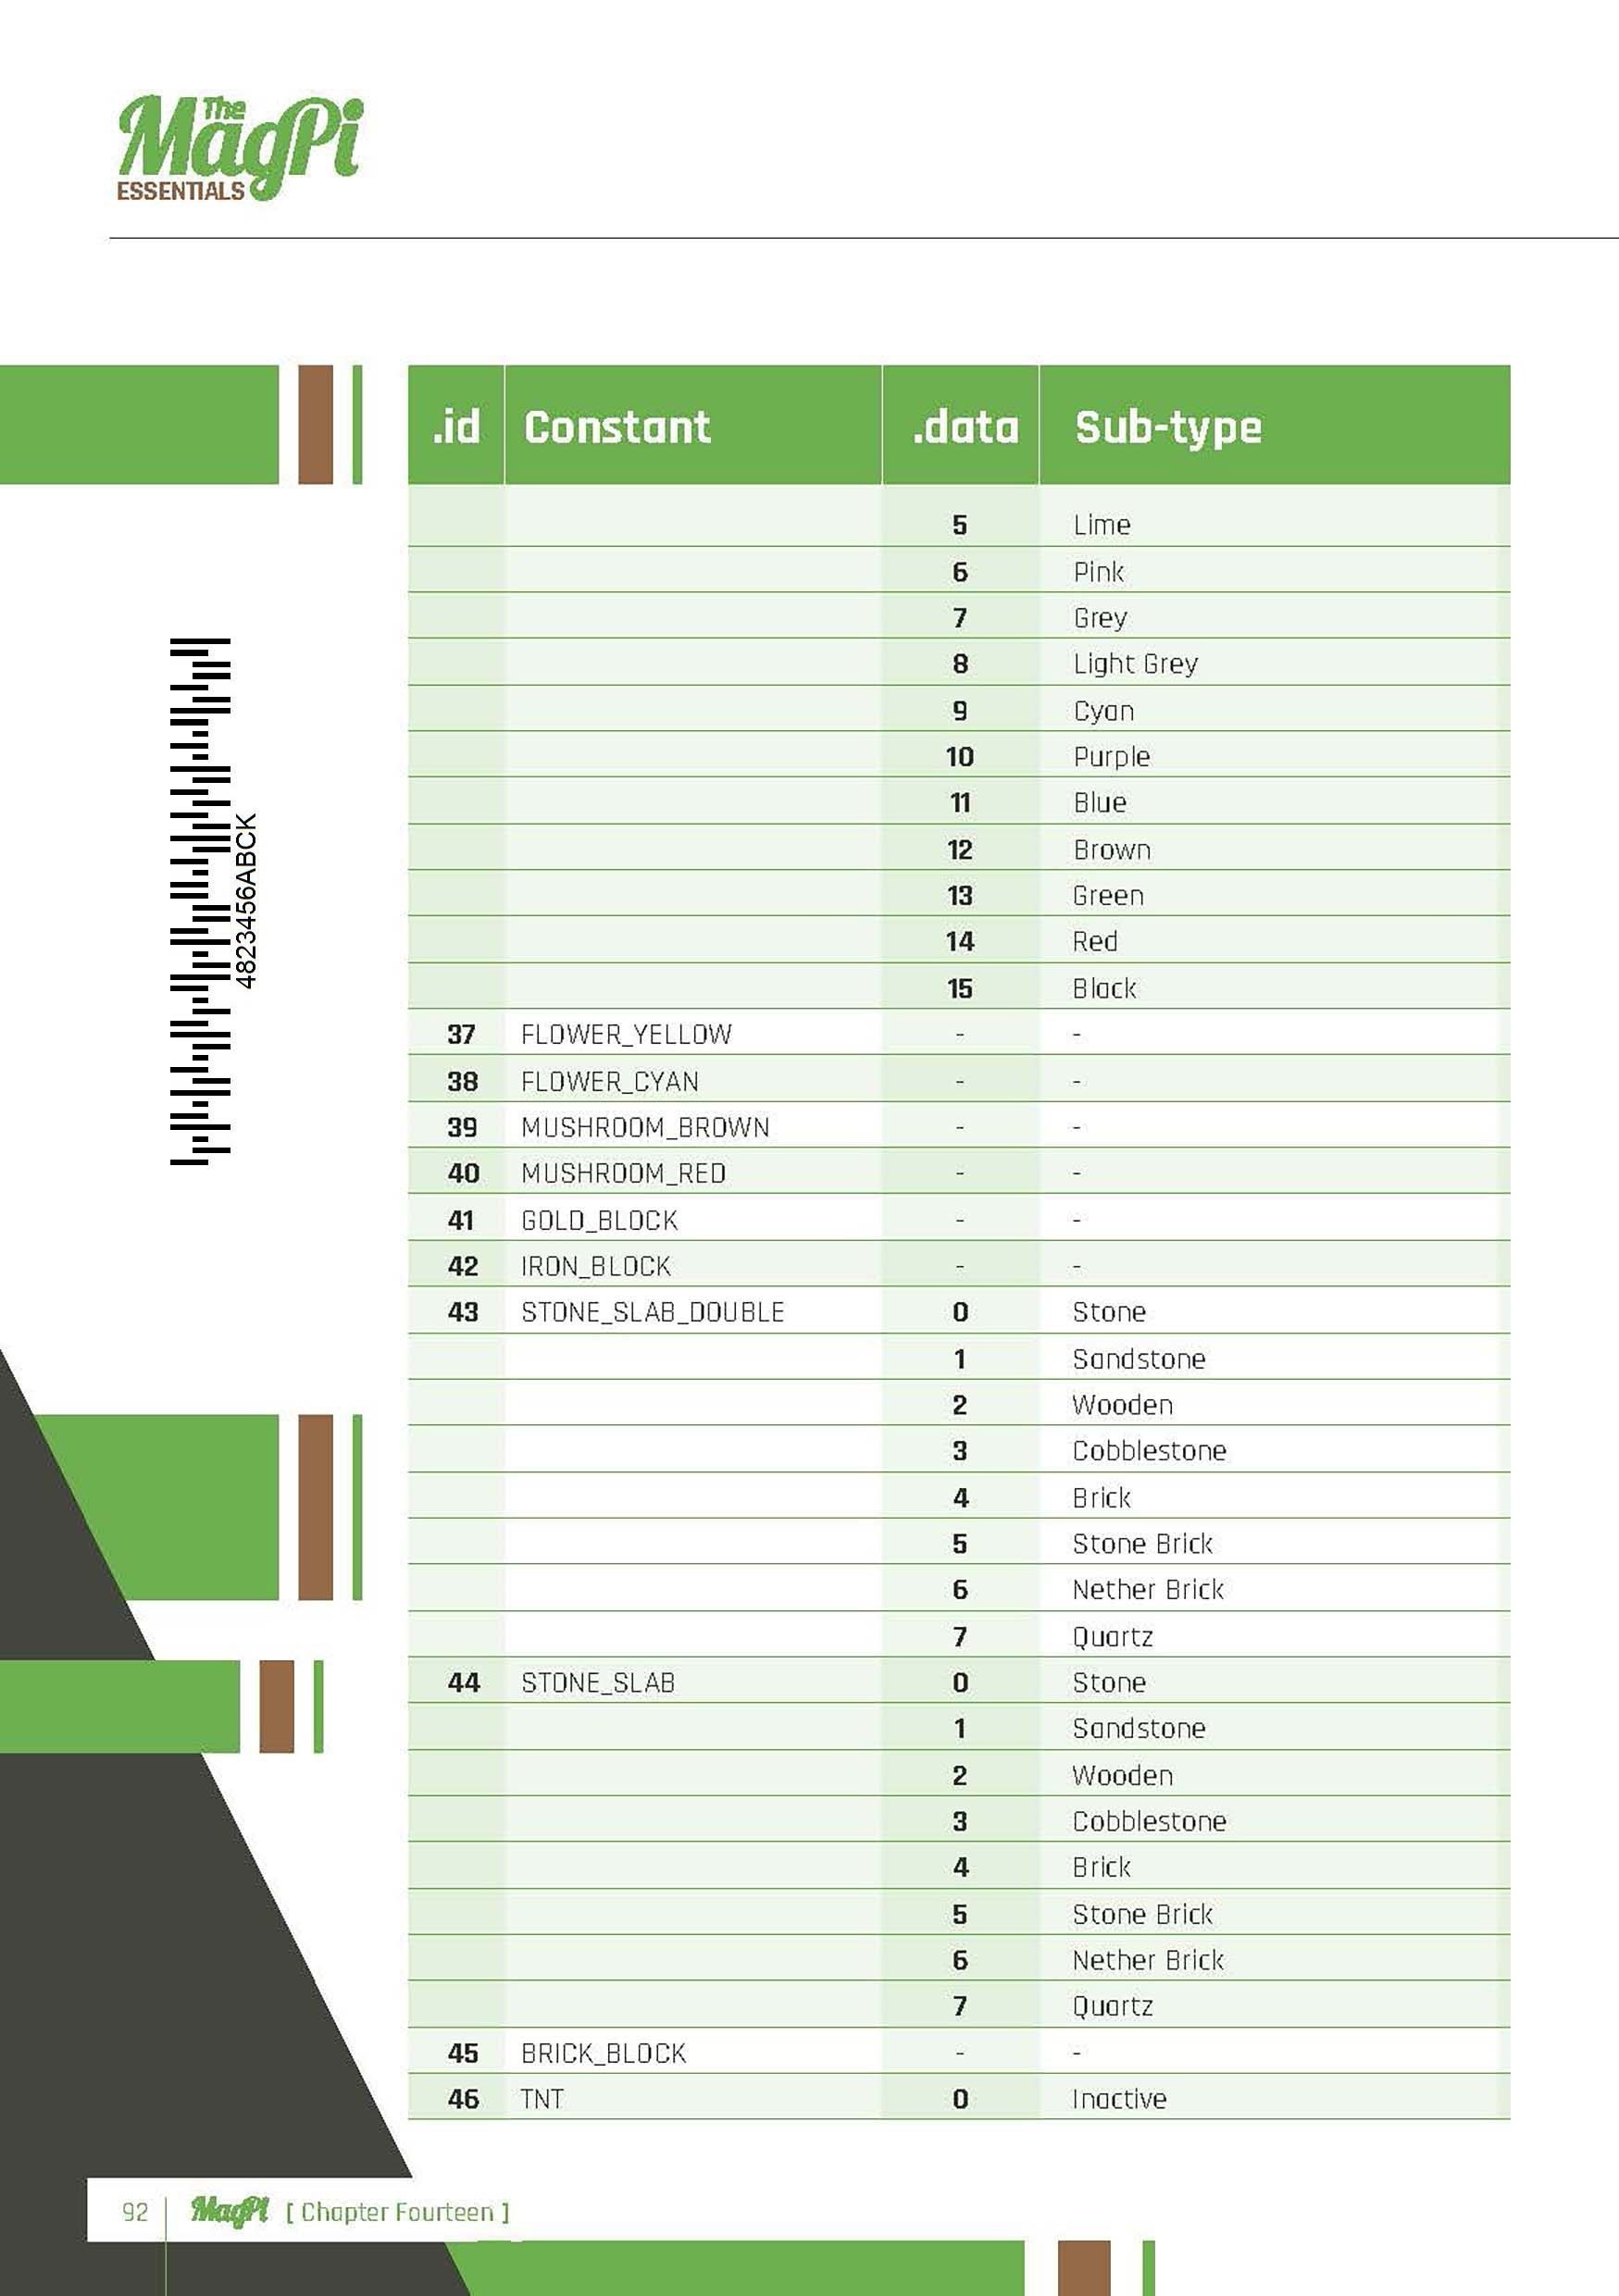 The MagPi
ESSENTIALS
.id Constant .data Sub-type
5 Lime
6 Pink
7 Grey
8 Light Grey
9 Cyan
10 Purple
11 Blue
12 Brown
13 Green
14 Red
15 Black
37 FLOWER_YELLOW - -
38 FLOWER_CYAN - -
39 MUSHROOM_BROWN - -
40 MUSHROOM_RED - -
41 GOLD_BLOCK - -
42 IRON_BLOCK - -
43 STONE_SLAB_DOUBLE 0 Stone
1 Sandstone
2 Wooden
3 Cobblestone
4 Brick
5 Stone Brick
6 Nether Brick
7 Quartz
44 STONE_SLAB 0 Stone
1 Sandstone
2 Wooden
3 Cobblestone
4 Brick
5 Stone Brick
6 Nether Brick
7 Quartz
45 BRICK_BLOCK - -
46 TNT 0 Inactive
4823456ABCK
92 MagPi [ Chapter Fourteen ]